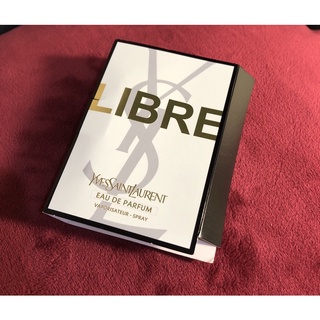 LIBRE
YSL
YVESSAINTLAURENT
EAU DE PARFUM
VAPORISATEUR - SPRAY